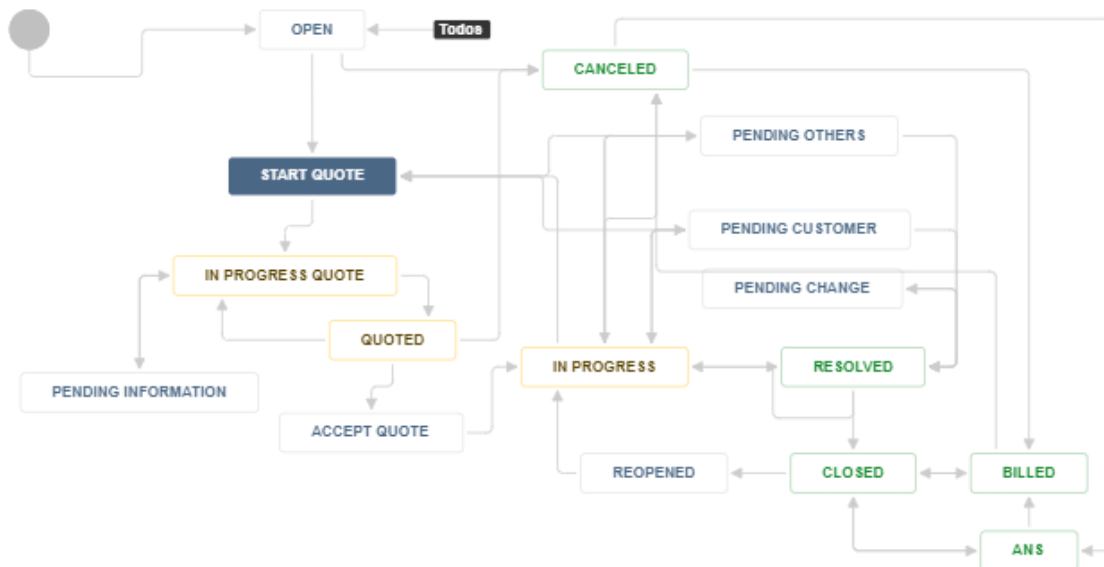 OPEN
Todos
CANCELED
PENDING OTHERS
START QUOTE
PENDING CUSTOMER
IN PROGRESS QUOTE
PENDING CHANGE
QUOTED
IN PROGRESS
RESOLVED
PENDING INFORMATION
ACCEPT QUOTE
REOPENED
CLOSED
BILLED
ANS